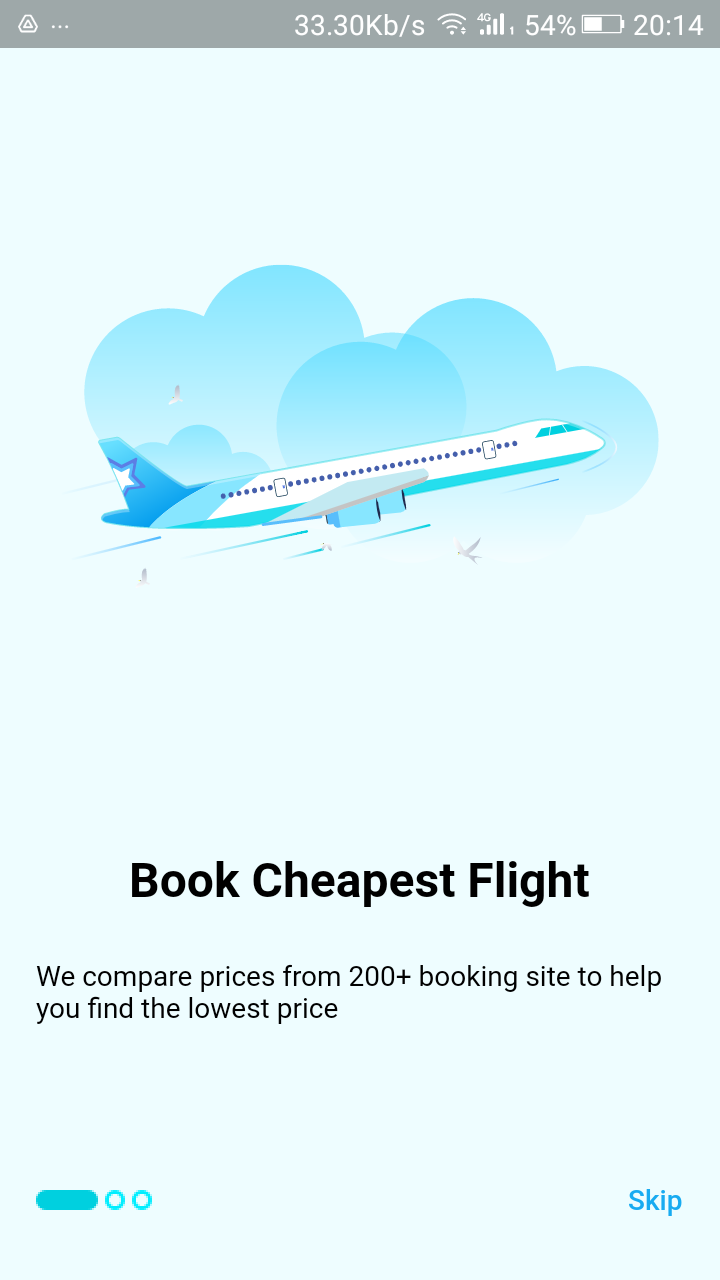 33.30Kb/s 4G 1 54% 20:14
Book Cheapest Flight
We compare prices from 200+ booking site to help
you find the lowest price
Skip